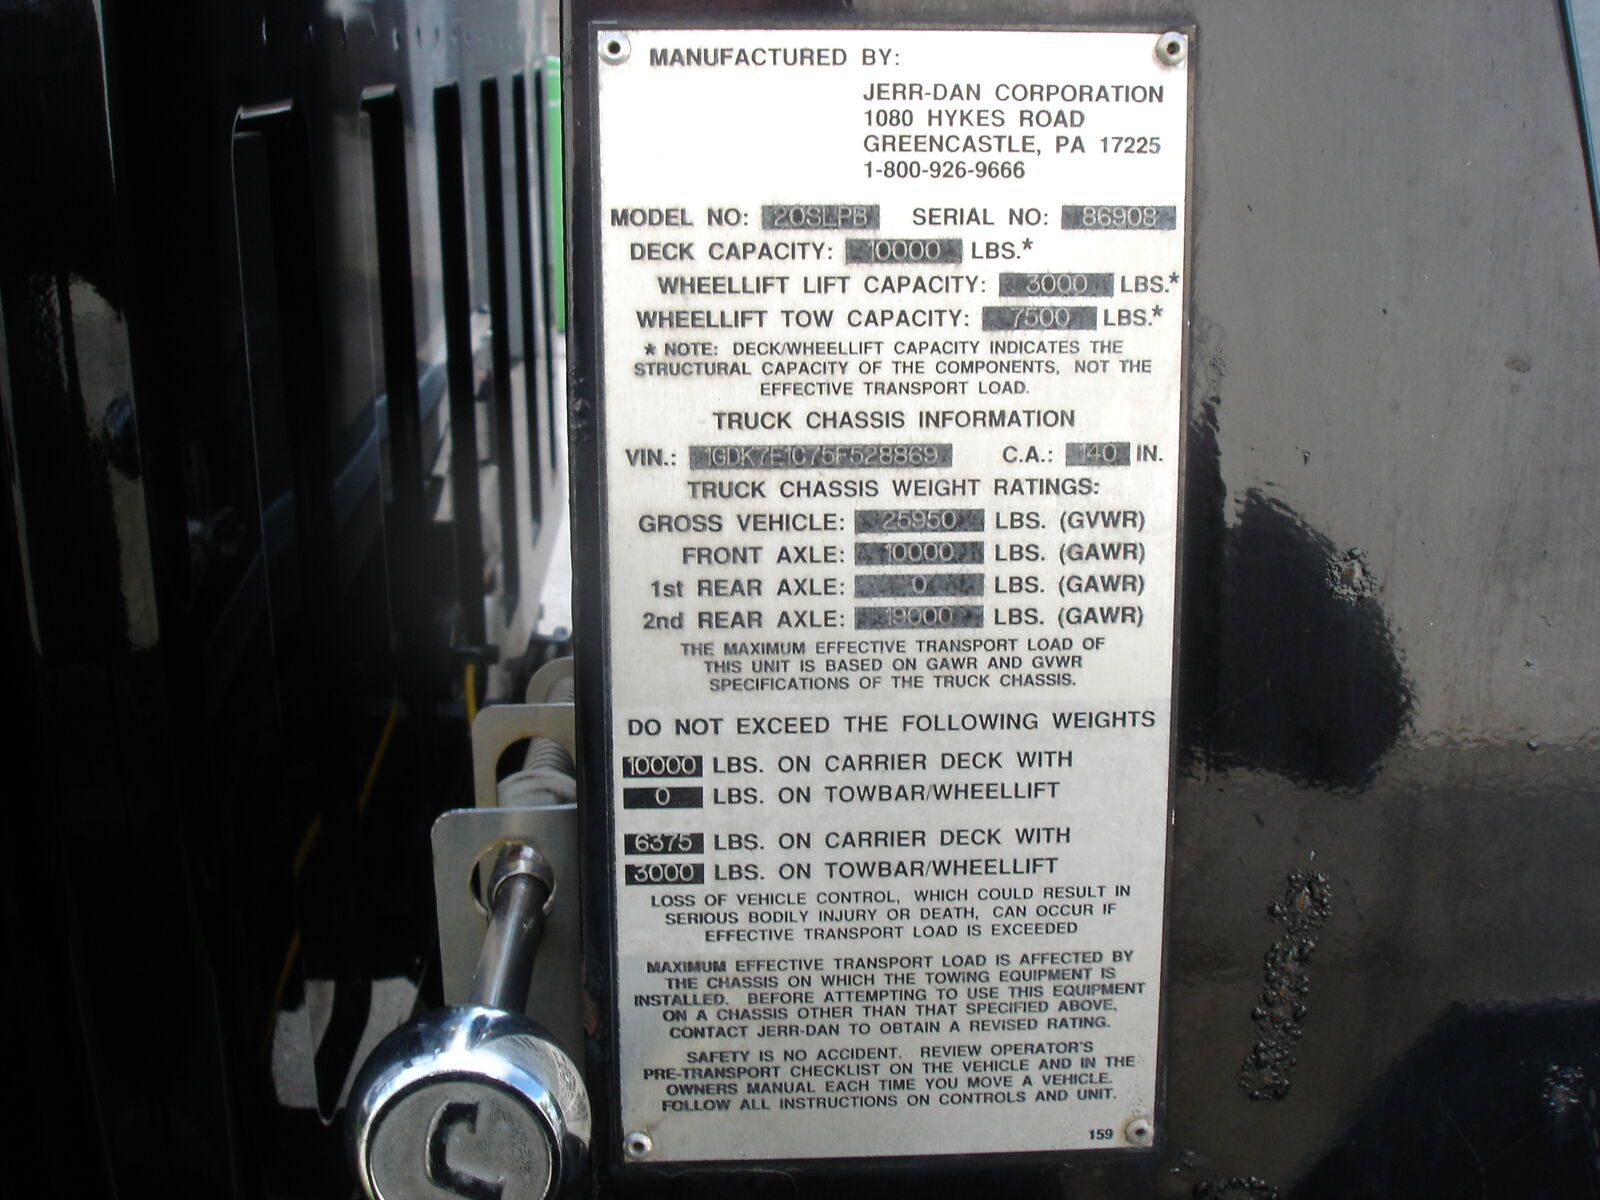 MANUFACTURED BY:
JERR-DAN CORPORATION
1080 HYKES ROAD
GREENCASTLE, PA 17225
1-800-926-9666
MODEL NO: 20SLPB SERIAL NO: 86908
DECK CAPACITY: 10000 LBS.*
WHEELLIFT LIFT CAPACITY: 3000 LBS.*
WHEELLIFT TOW CAPACITY: 7500 LBS.*
* NOTE: DECK/WHEELLIFT CAPACITY INDICATES THE
STRUCTURAL CAPACITY OF THE COMPONENTS, NOT THE
EFFECTIVE TRANSPORT LOAD.
TRUCK CHASSIS INFORMATION
VIN.: 1GDK7E1C75F528869 C.A.: 140 IN.
TRUCK CHASSIS WEIGHT RATINGS:
GROSS VEHICLE: 25950 LBS. (GVWR)
FRONT AXLE: 10000 LBS. (GAWR)
1st REAR AXLE: 0 LBS. (GAWR)
2nd REAR AXLE: 19000 LBS. (GAWR)
THE MAXIMUM EFFECTIVE TRANSPORT LOAD OF
THIS UNIT IS BASED ON GAWR AND GVWR
SPECIFICATIONS OF THE TRUCK CHASSIS.
DO NOT EXCEED THE FOLLOWING WEIGHTS
10000 LBS. ON CARRIER DECK WITH
0 LBS. ON TOWBAR/WHEELLIFT
6375 LBS. ON CARRIER DECK WITH
3000 LBS. ON TOWBAR/WHEELLIFT
LOSS OF VEHICLE CONTROL, WHICH COULD RESULT IN
SERIOUS BODILY INJURY OR DEATH, CAN OCCUR IF
EFFECTIVE TRANSPORT LOAD IS EXCEEDED
MAXIMUM EFFECTIVE TRANSPORT LOAD IS AFFECTED BY
THE CHASSIS ON WHICH THE TOWING EQUIPMENT IS
INSTALLED. BEFORE ATTEMPTING TO USE THIS EQUIPMENT
ON A CHASSIS OTHER THAN THAT SPECIFIED ABOVE,
CONTACT JERR-DAN TO OBTAIN A REVISED RATING.
SAFETY IS NO ACCIDENT. REVIEW OPERATOR'S
PRE-TRANSPORT CHECKLIST ON THE VEHICLE AND IN THE
OWNERS MANUAL EACH TIME YOU MOVE A VEHICLE.
FOLLOW ALL INSTRUCTIONS ON CONTROLS AND UNIT.
159